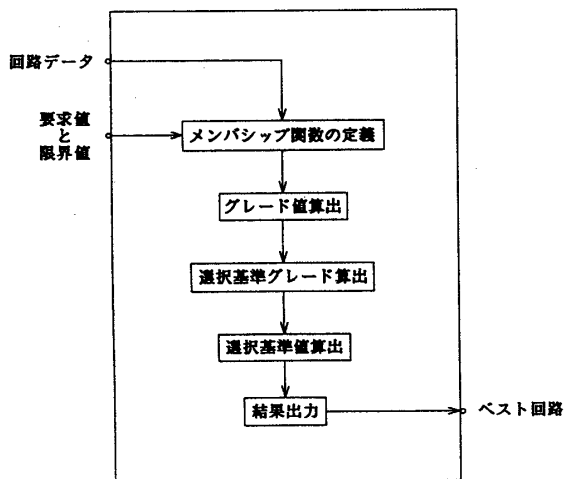 回路データ
要求値
と
限界値
メンバシップ関数の定義
グレード値算出
選択基準グレード算出
選択基準値算出
結果出力
ベスト回路